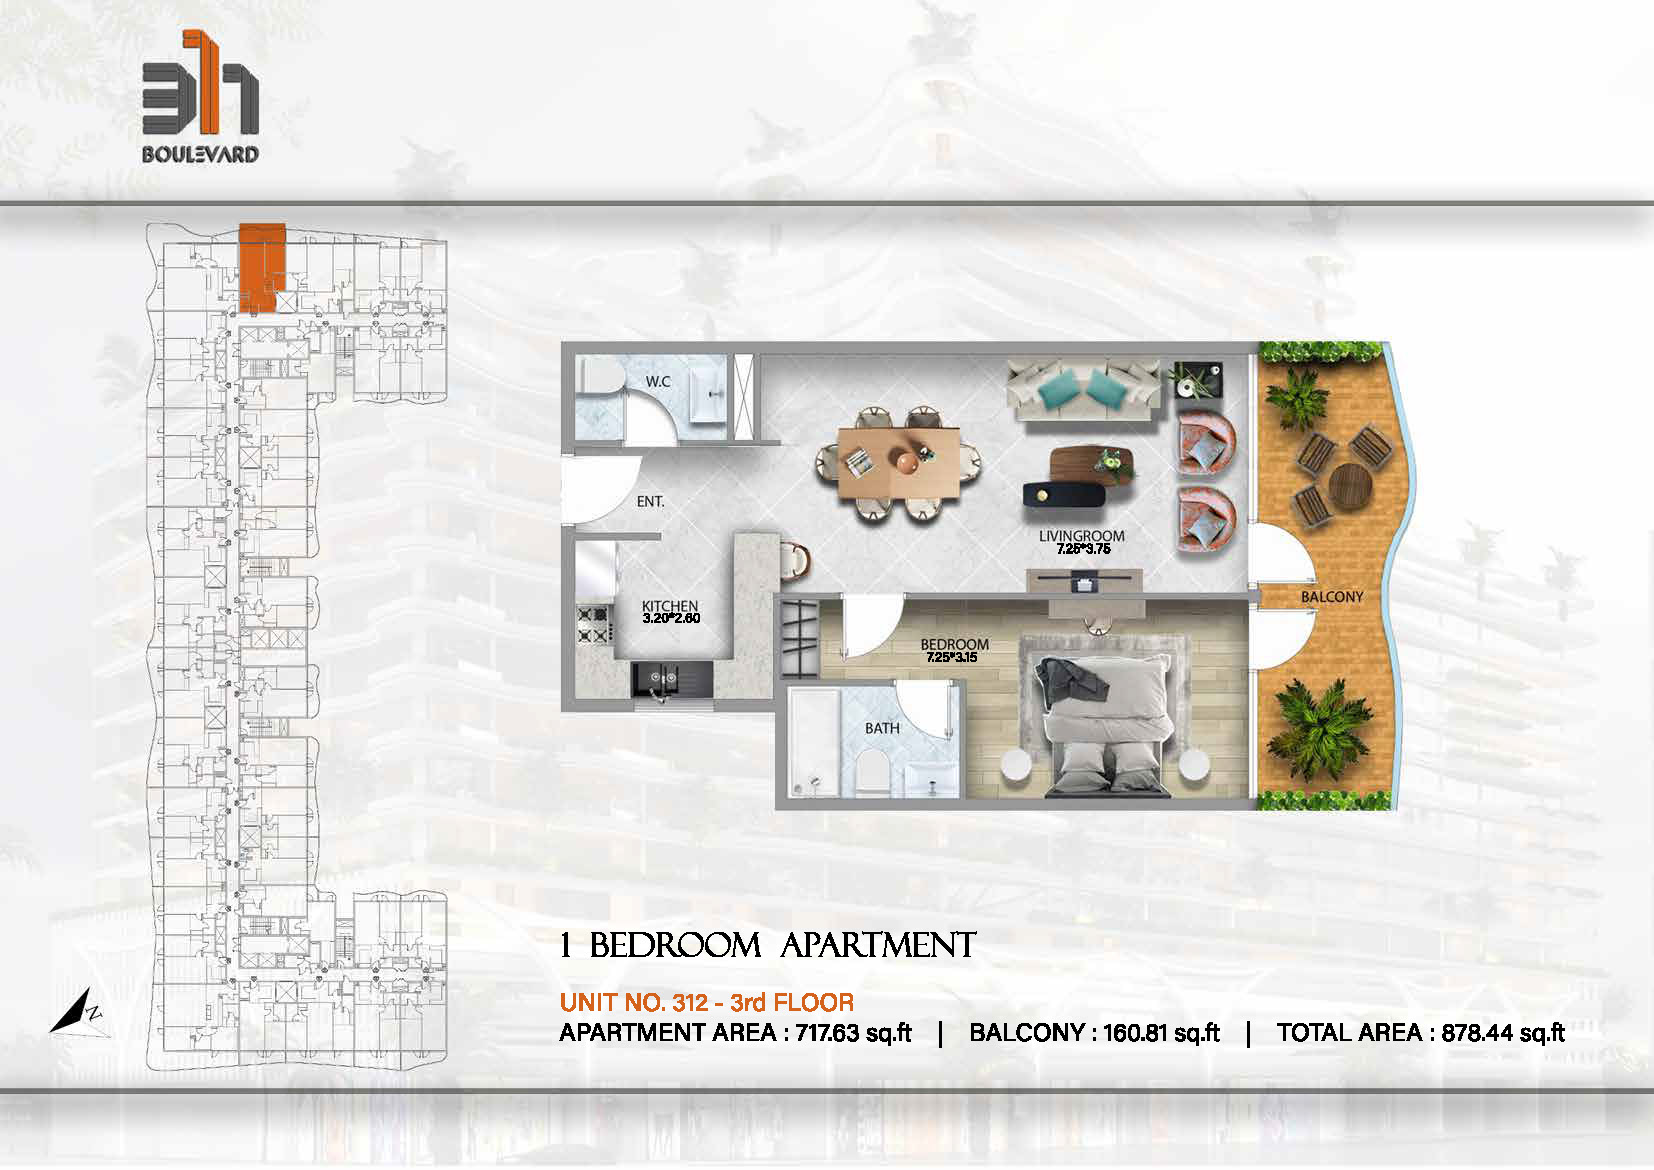 311
BOULEVARD
W.C
ENT.
LIVINGROOM
7.25*3.75
KITCHEN
3.20*2.60
BALCONY
BEDROOM
7.25*3.15
BATH
N
1 BEDROOM APARTMENT
UNIT NO. 312 - 3rd FLOOR
APARTMENT AREA : 717.63 sq.ft | BALCONY : 160.81 sq.ft | TOTAL AREA : 878.44 sq.ft